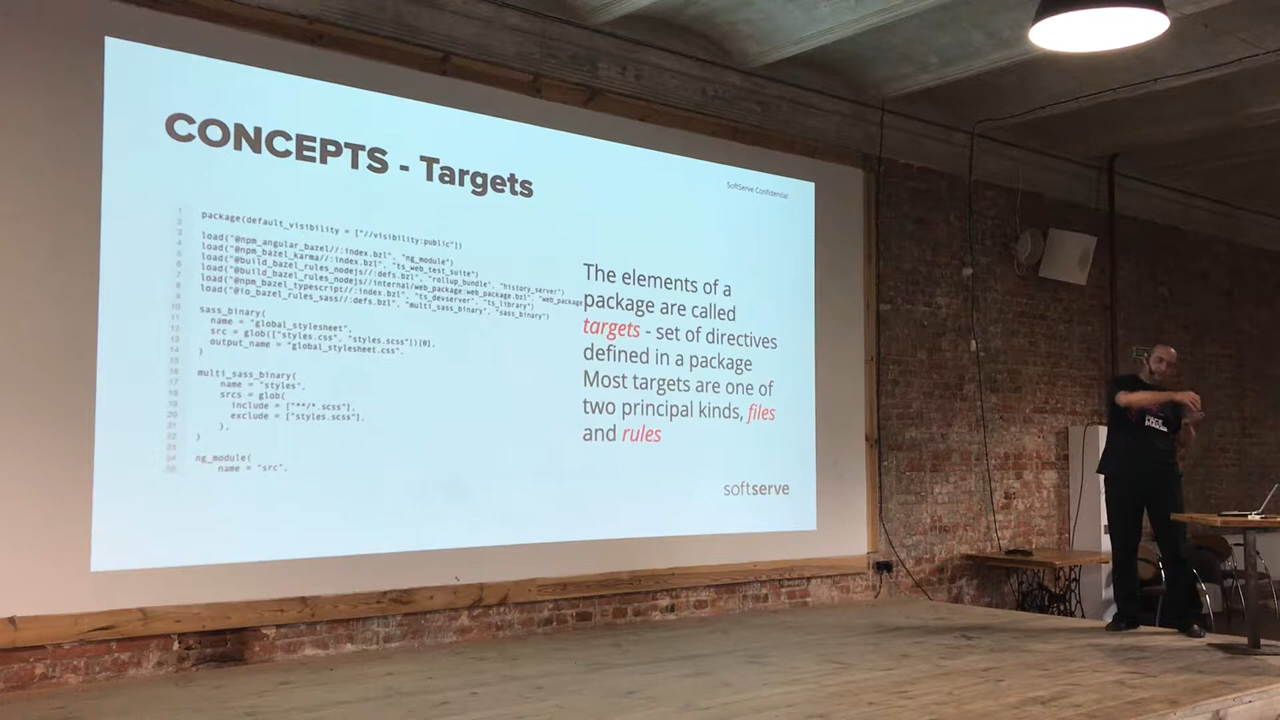 CONCEPTS - Targets
SoftServe Confidential
package(default_visibility = ["//visibility:public"])
load("@npm_angular_bazel//:index.bzl", "ng_module")
load("@npm_bazel_karma//:index.bzl", "ts_web_test_suite")
load("@build_bazel_rules_nodejs//:defs.bzl", "rollup_bundle", "history_server")
load("@build_bazel_rules_nodejs//internal/web_package:web_package.bzl", "web_package
load("@npm_bazel_typescript//:index.bzl", "ts_devserver", "ts_library")
load("@io_bazel_rules_sass//:defs.bzl", "multi_sass_binary", "sass_binary")
sass_binary(
name = "global_stylesheet",
src = glob(["styles.css", "styles.scss"])[0],
output_name = "global_stylesheet.css",
)
multi_sass_binary(
name = "styles",
srcs = glob(
include = ["**/*.scss"],
exclude = ["styles.scss"],
),
)
ng_module(
name = "src",
The elements of a
package are called
targets - set of directives
defined in a package
Most targets are one of
two principal kinds, files
and rules
softserve